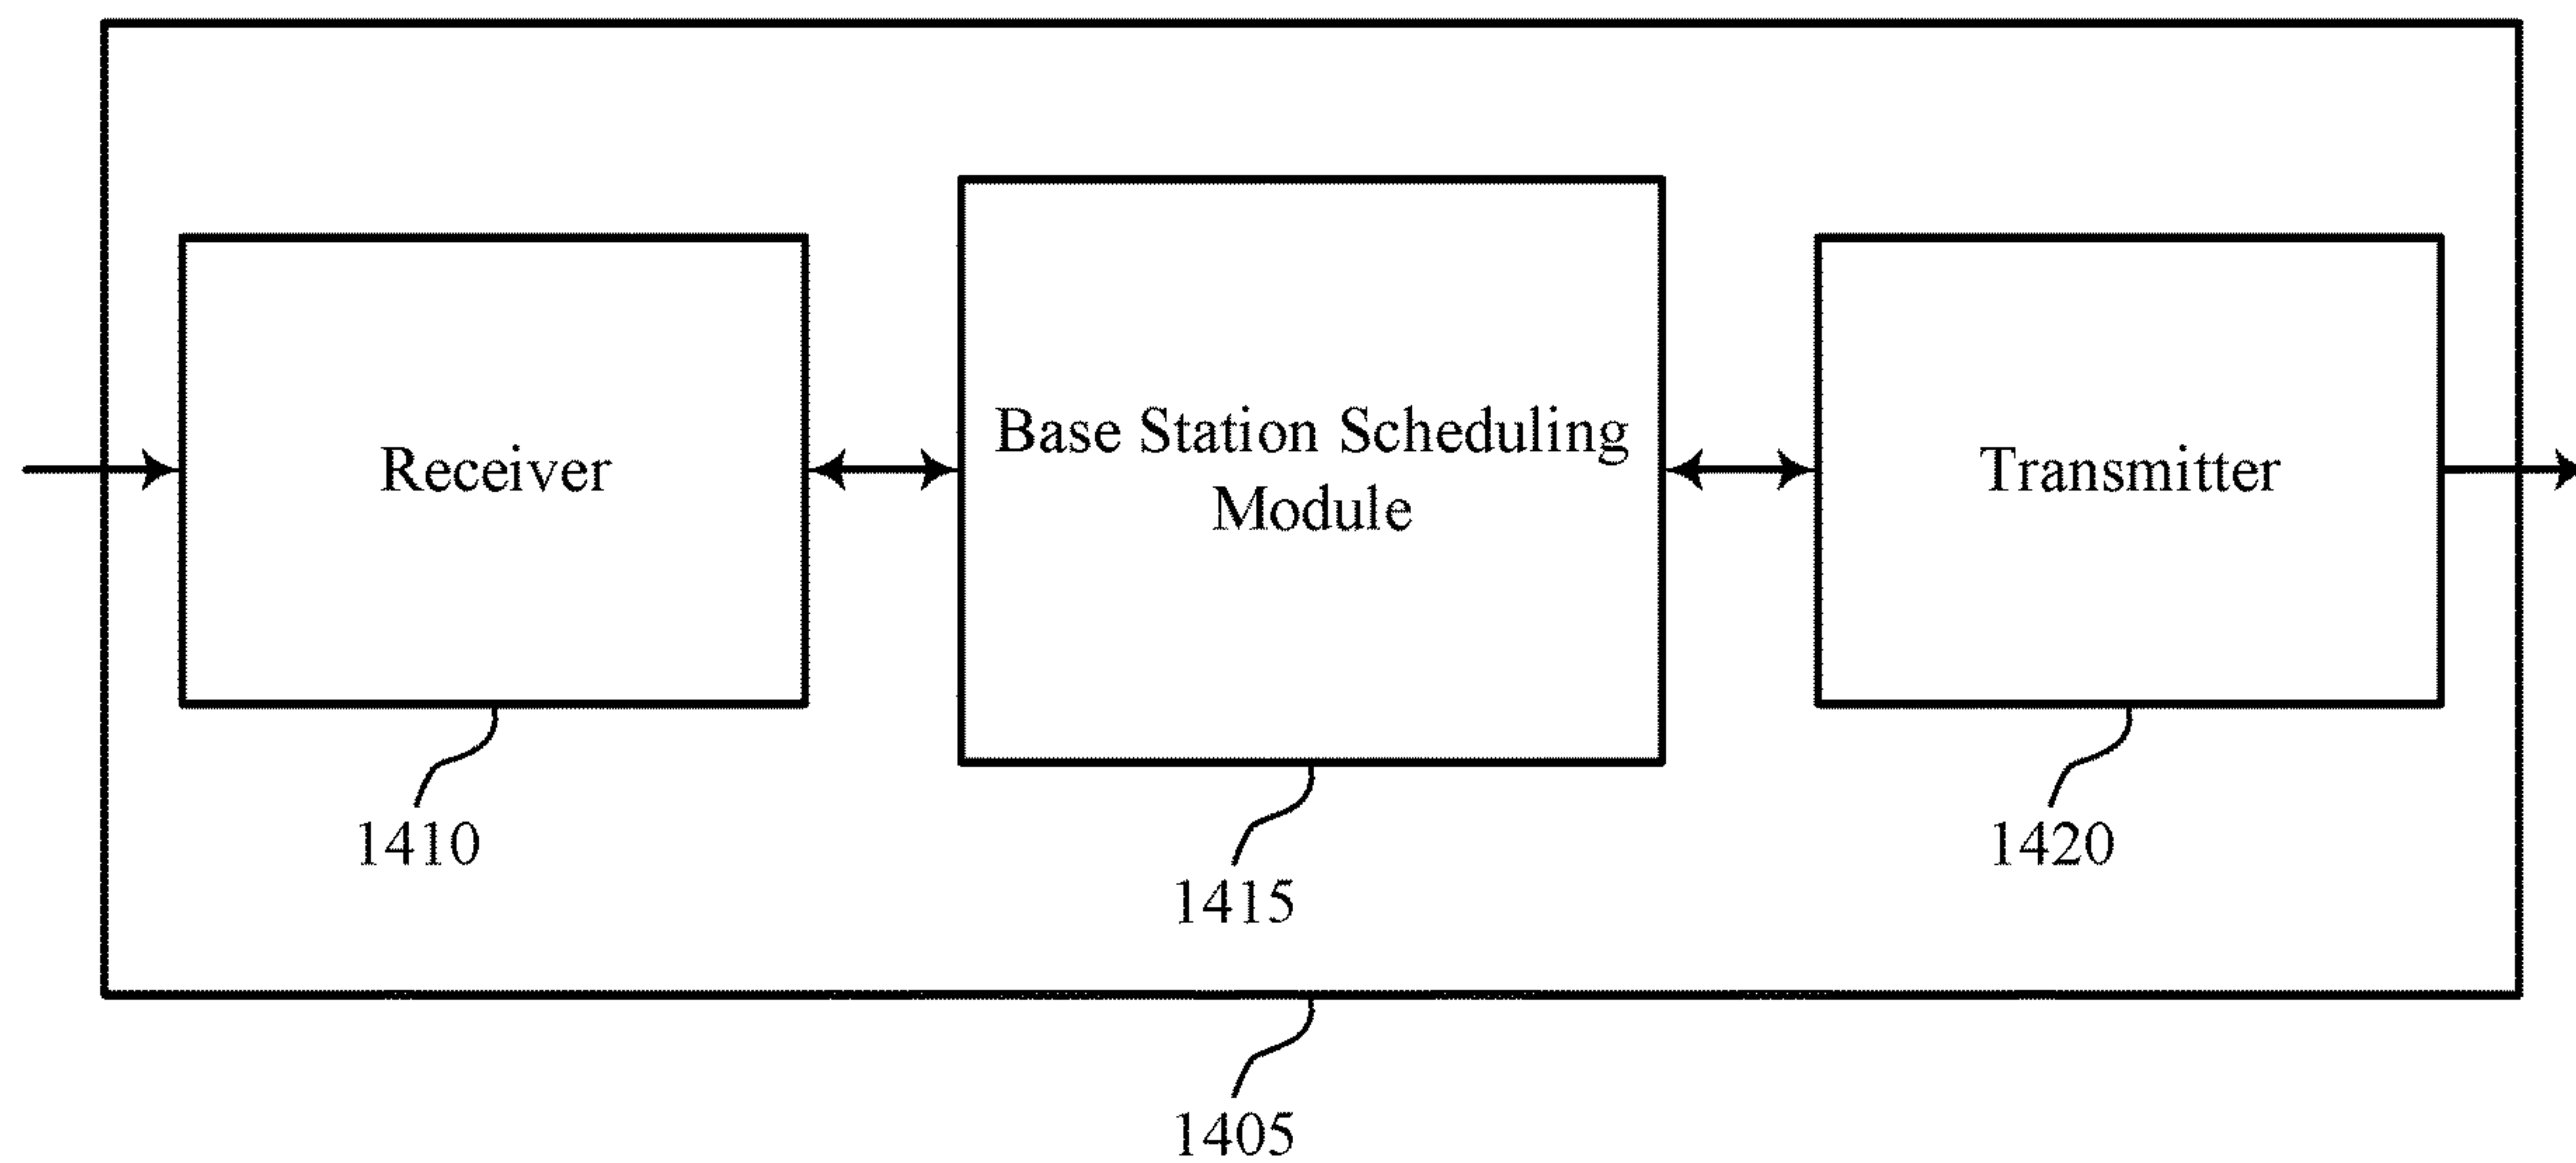 Receiver
Base Station Scheduling
Module
Transmitter
1410
1415
1420
1405